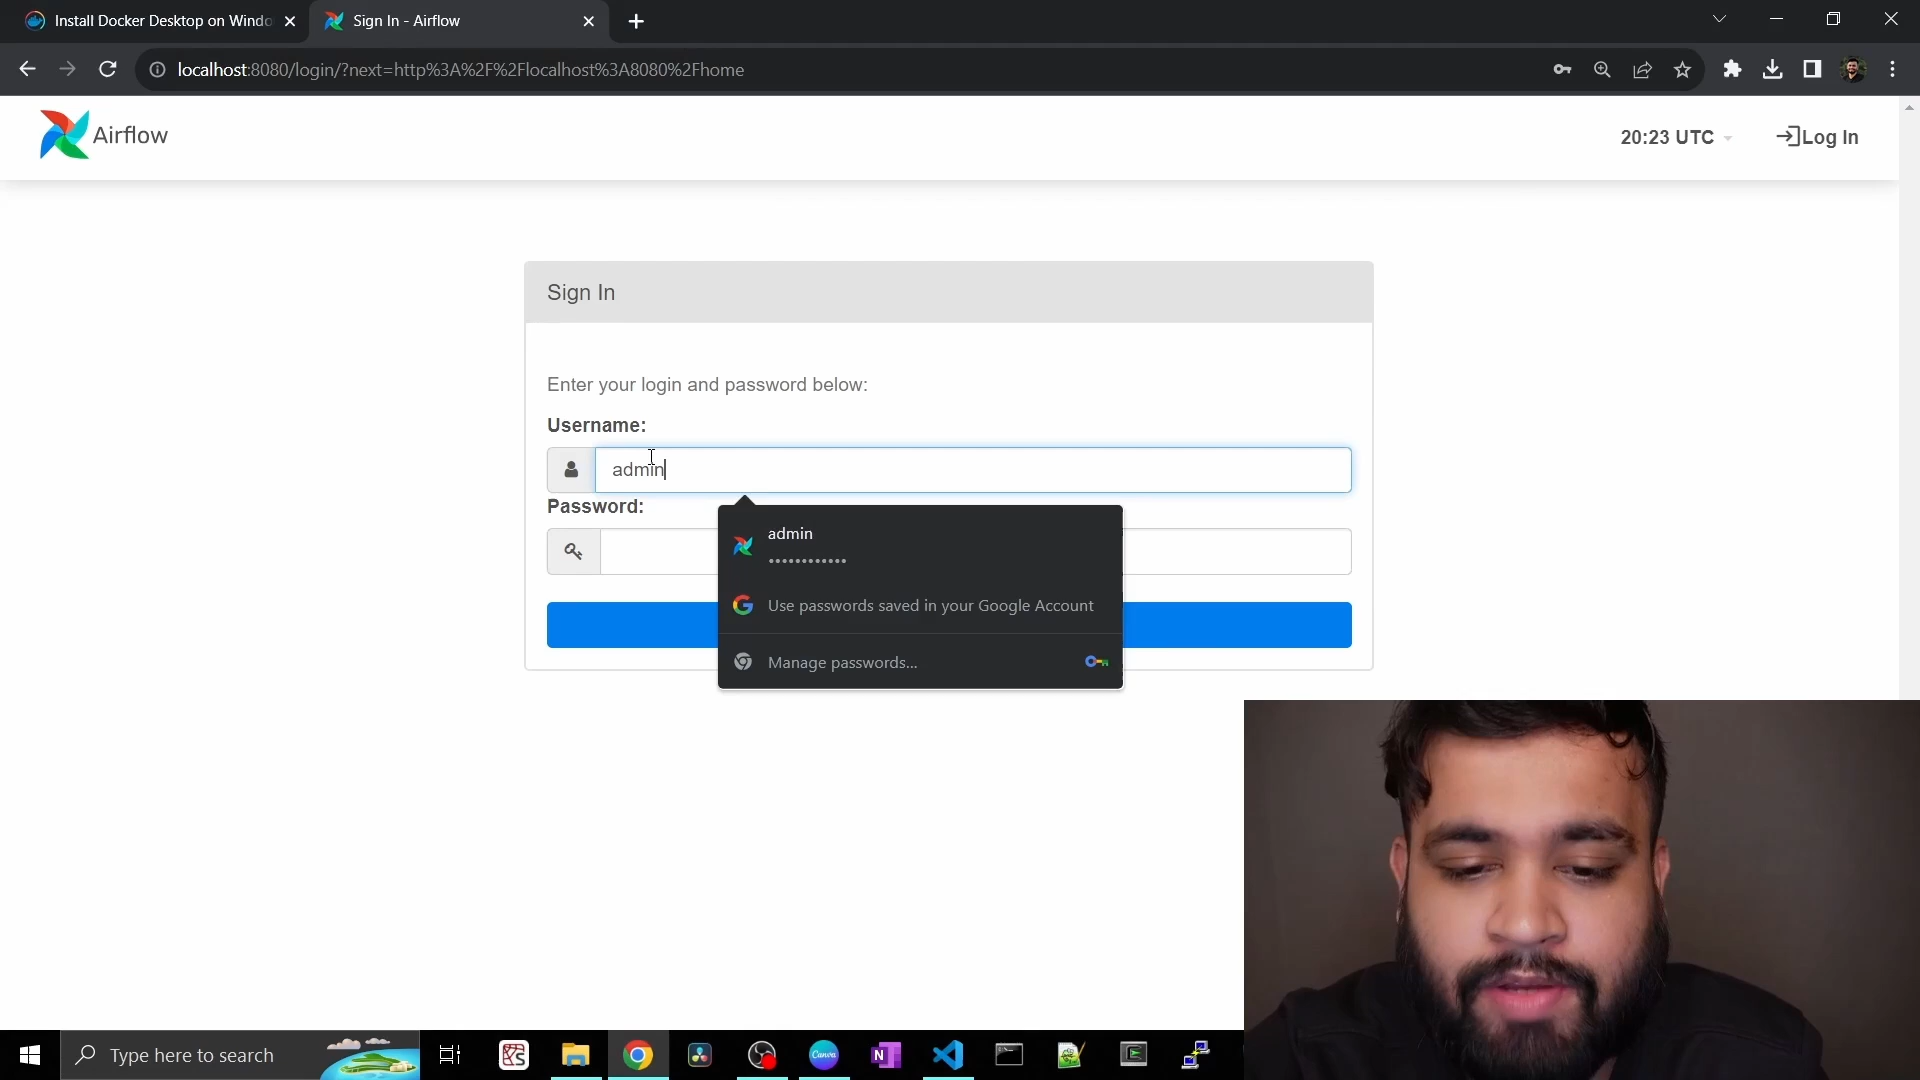 Install Docker Desktop on Windo
Sign In - Airflow
localhost:8080/login/?next=http%3A%2F%2Flocalhost%3A8080%2Fhome
Airflow
20:23 UTC
Log In
Sign In
Enter your login and password below:
Username:
admin
Password:
admin
••••••••••••
Use passwords saved in your Google Account
Manage passwords...
Type here to search
Canva
N